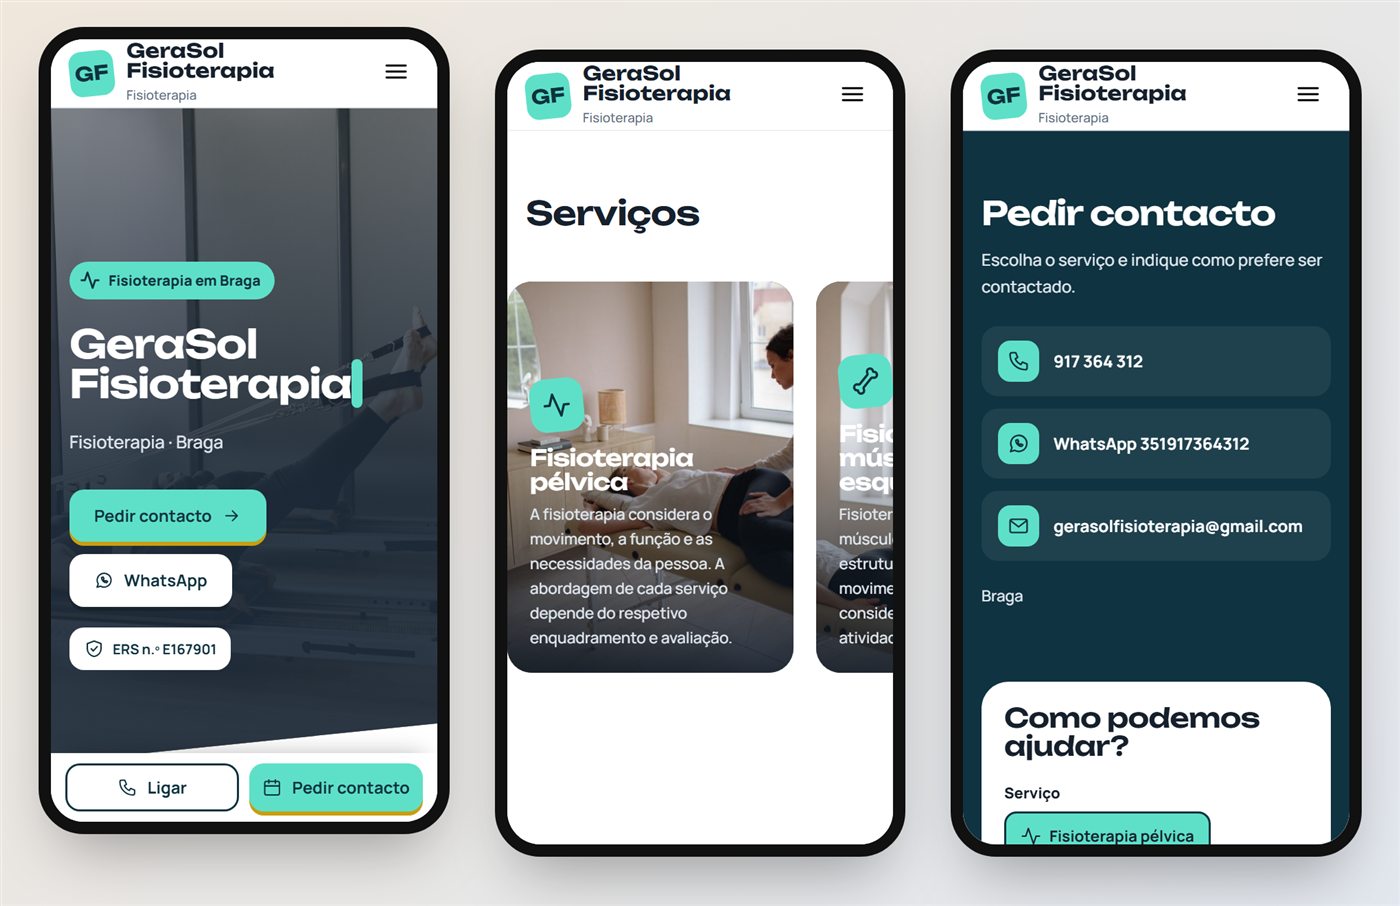 GF
GeraSol
Fisioterapia
Fisioterapia
Fisioterapia em Braga
GeraSol
Fisioterapia
Fisioterapia · Braga
Pedir contacto
WhatsApp
ERS n.º E167901
Ligar
Pedir contacto
GF
GeraSol
Fisioterapia
Fisioterapia
Serviços
Fisioterapia
pélvica
A fisioterapia considera o
movimento, a função e as
necessidades da pessoa. A
abordagem de cada serviço
depende do respetivo
enquadramento e avaliação.
GF
GeraSol
Fisioterapia
Fisioterapia
Pedir contacto
Escolha o serviço e indique como prefere ser
contactado.
917 364 312
WhatsApp 351917364312
gerasolfisioterapia@gmail.com
Braga
Como podemos
ajudar?
Serviço
Fisioterapia pélvica